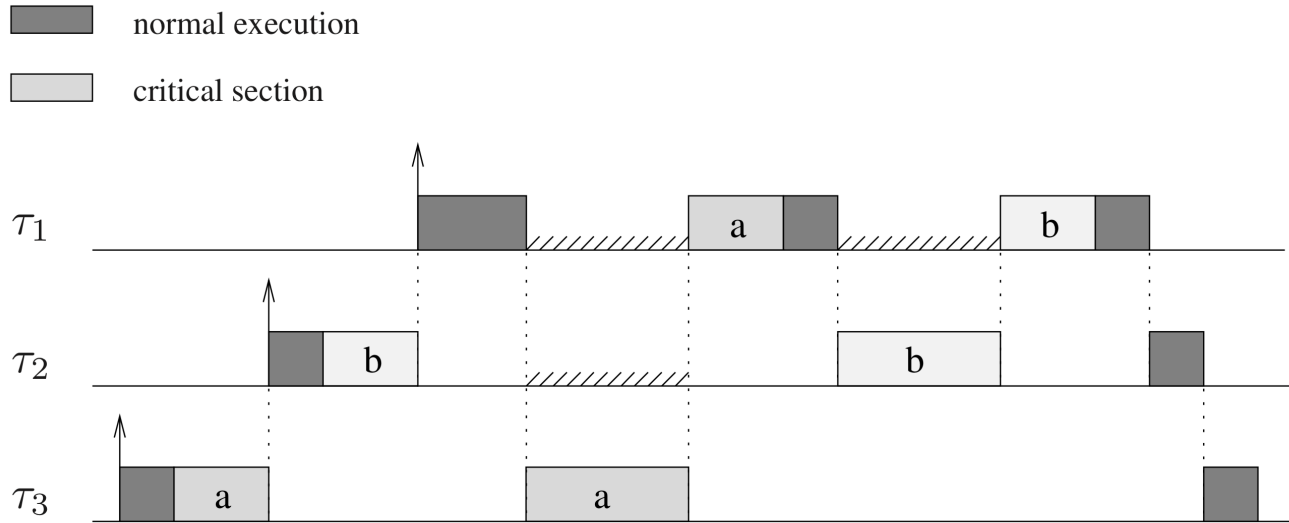 normal execution
critical section
τ1 a b
τ2 b b
τ3 a a